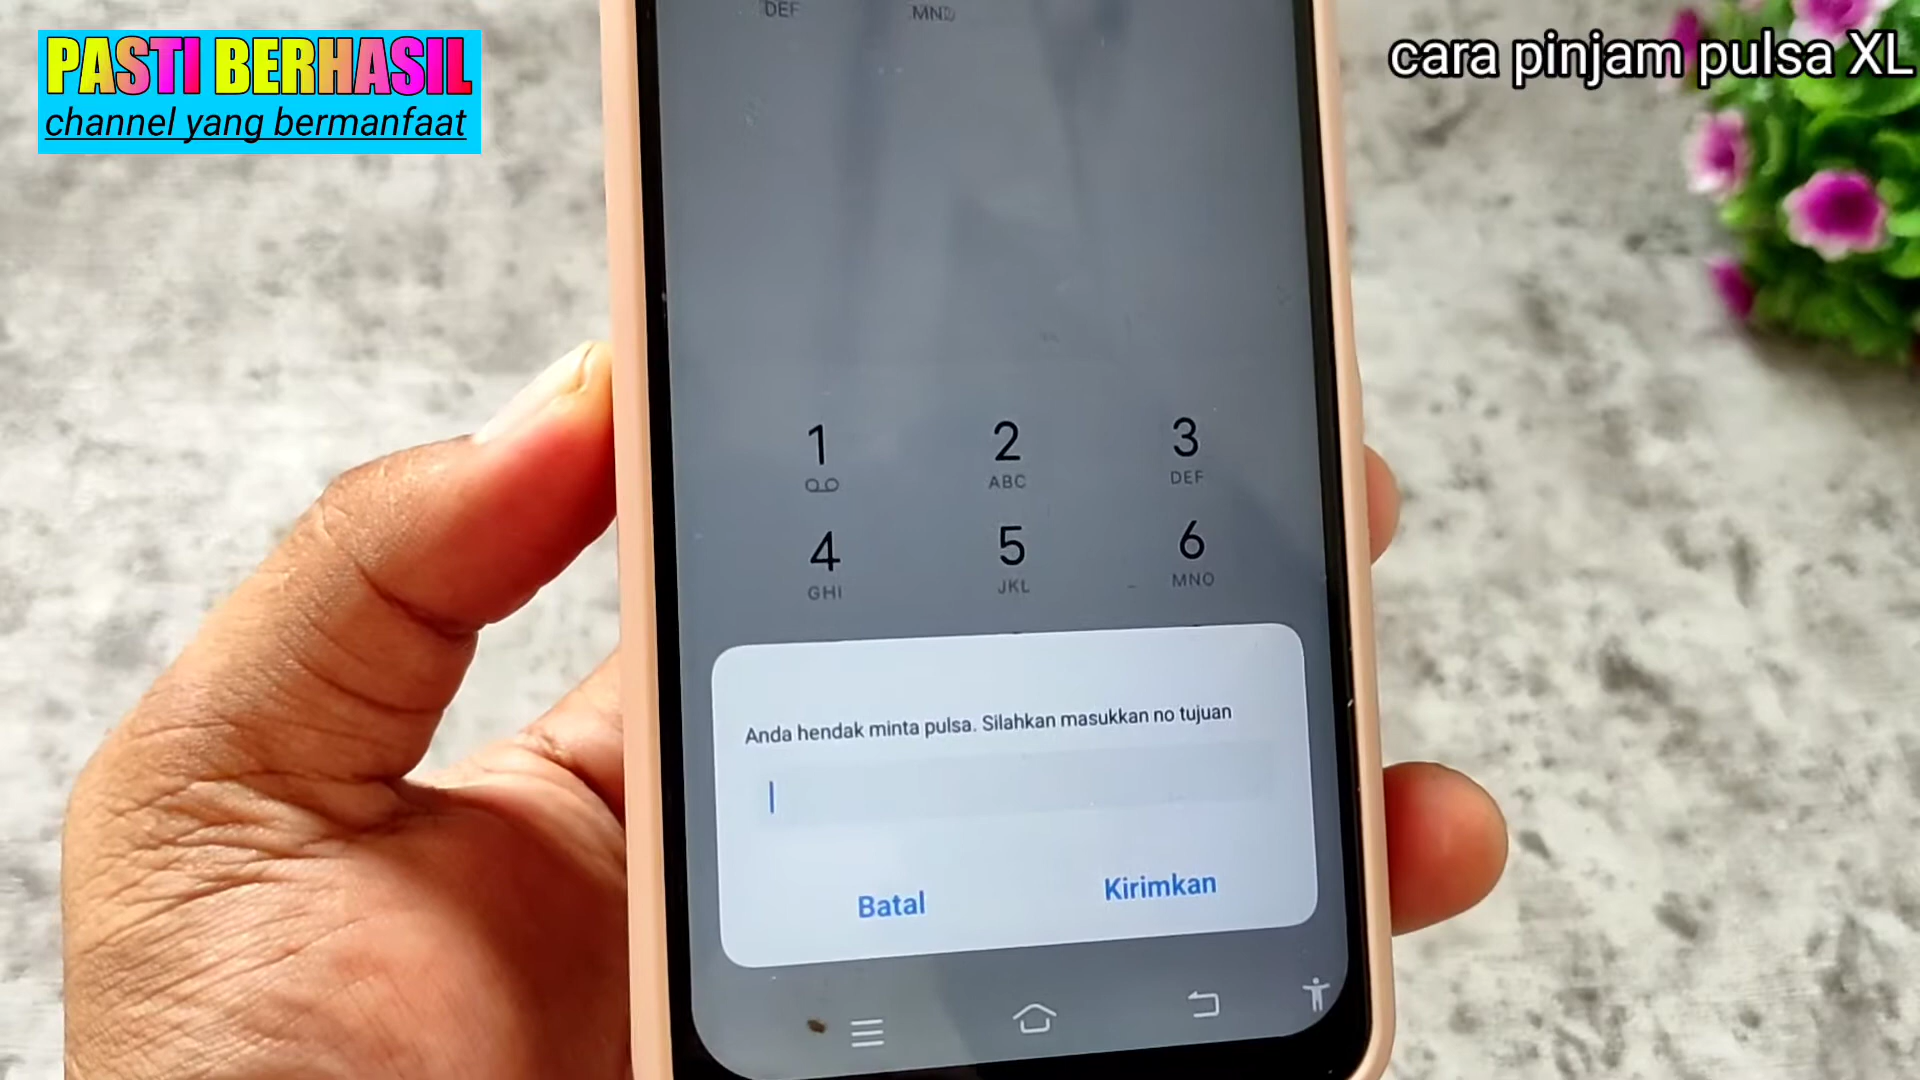 PASTI BERHASIL
channel yang bermanfaat
cara pinjam pulsa XL
DEF
MNO
1
2
ABC
3
DEF
4
GHI
5
JKL
6
MNO
Anda hendak minta pulsa. Silahkan masukkan no tujuan
Batal
Kirimkan